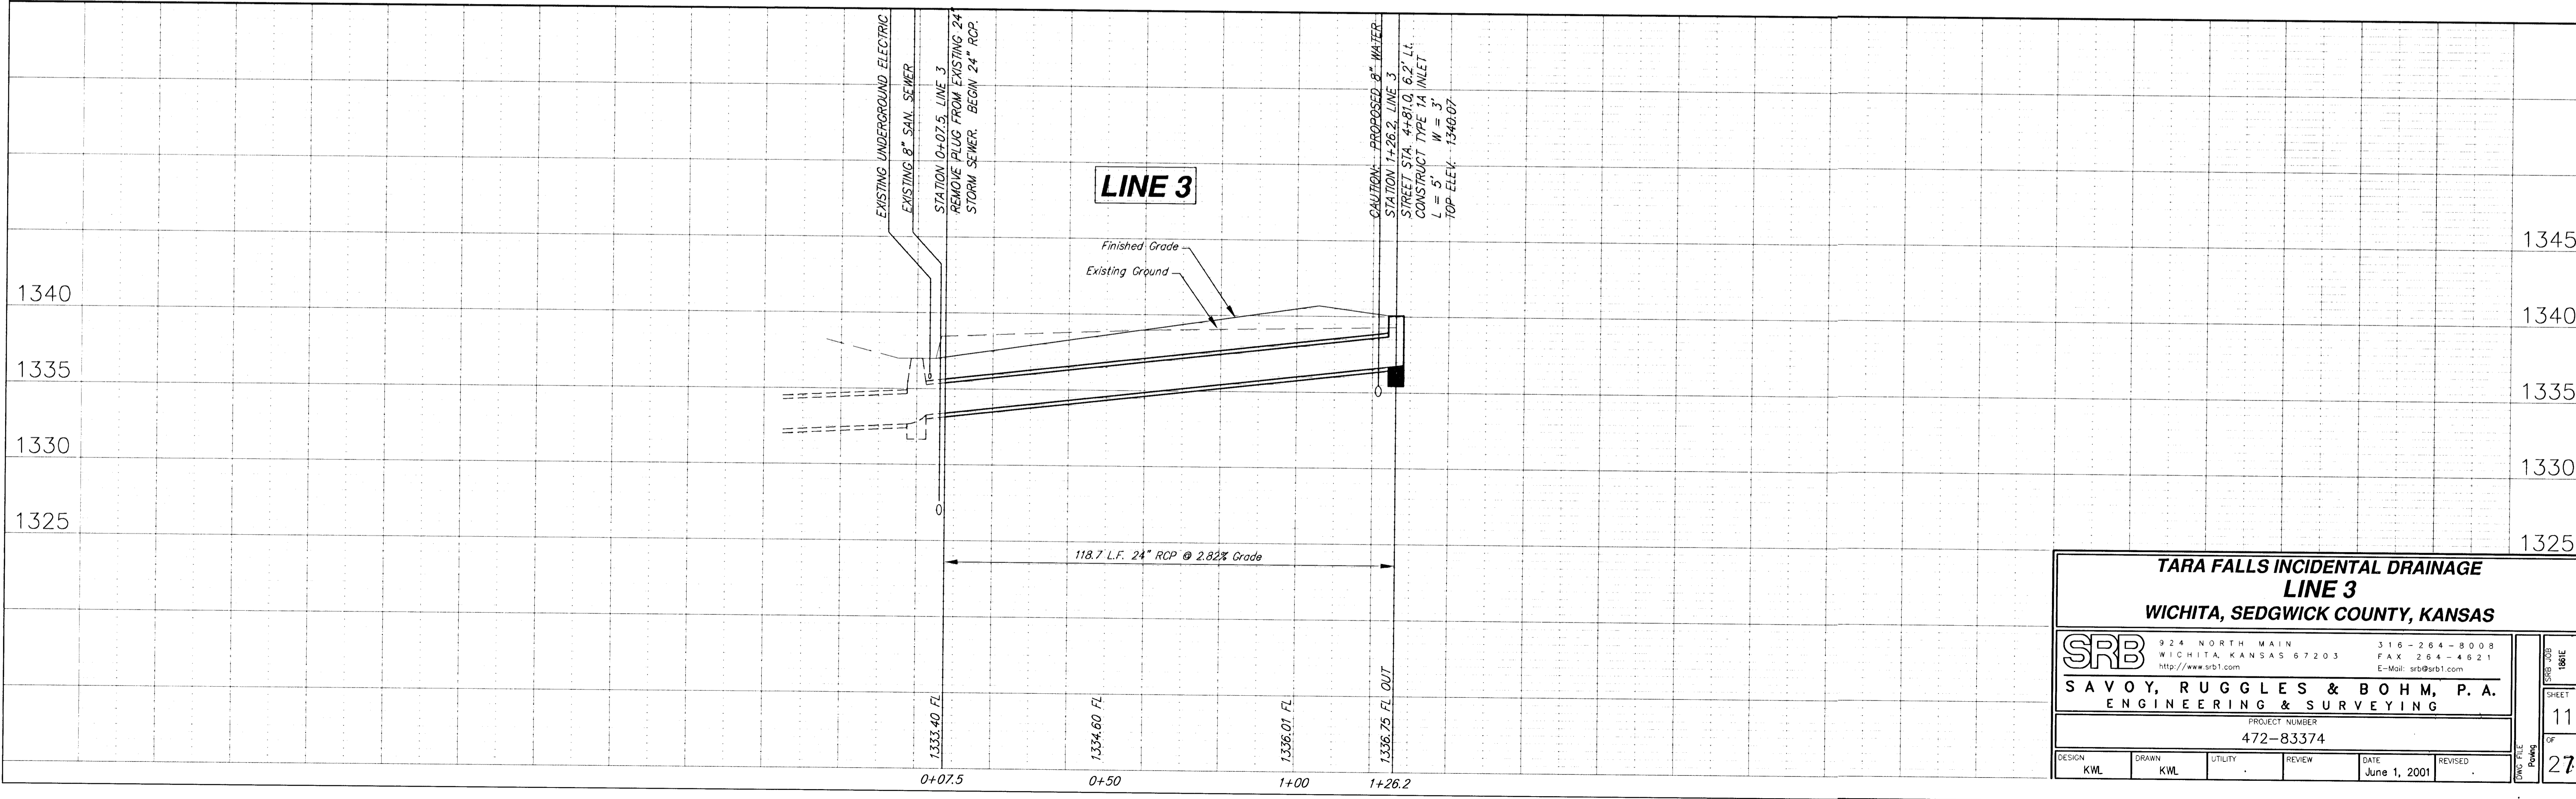 EXISTING UNDERGROUND ELECTRIC
EXISTING 8" SAN. SEWER
STATION 0+07.5, LINE 3
REMOVE PLUG FROM EXISTING 24"
STORM SEWER. BEGIN 24" RCP.
LINE 3
CAUTION: PROPOSED 8" WATER
STATION 1+26.2, LINE 3
STREET STA. 4+81.0, 6.2' Lt.
CONSTRUCT TYPE 1A INLET
L = 5' W = 3'
TOP ELEV. 1340.07
Finished Grade
Existing Ground
1340
1335
1330
1325
1345
1340
1335
1330
1325
118.7 L.F. 24" RCP @ 2.82% Grade
1333.40 FL
1334.60 FL
1336.01 FL
1336.75 FL OUT
0+07.5
0+50
1+00
1+26.2
TARA FALLS INCIDENTAL DRAINAGE
LINE 3
WICHITA, SEDGWICK COUNTY, KANSAS
SRB
924 NORTH MAIN
WICHITA, KANSAS 67203
http://www.srb1.com
316-264-8008
FAX 264-4621
E-Mail: srb@srb1.com
SAVOY, RUGGLES & BOHM, P.A.
ENGINEERING & SURVEYING
PROJECT NUMBER
472-83374
DESIGN
KWL
DRAWN
KWL
UTILITY
REVIEW
DATE
June 1, 2001
REVISED
DWG FILE
Paving
SRB JOB
1861E
SHEET
11
OF
27